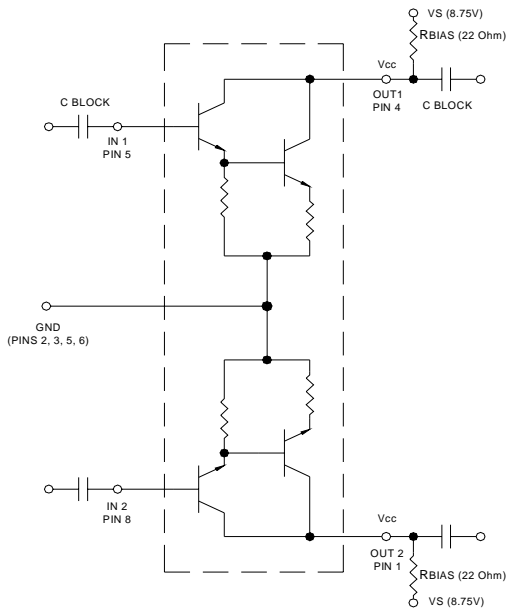 VS (8.75V)
RBIAS (22 Ohm)
Vcc
OUT1
PIN 4
C BLOCK
C BLOCK
IN 1
PIN 5
GND
(PINS 2, 3, 5, 6)
IN 2
PIN 8
Vcc
OUT 2
PIN 1
RBIAS (22 Ohm)
VS (8.75V)